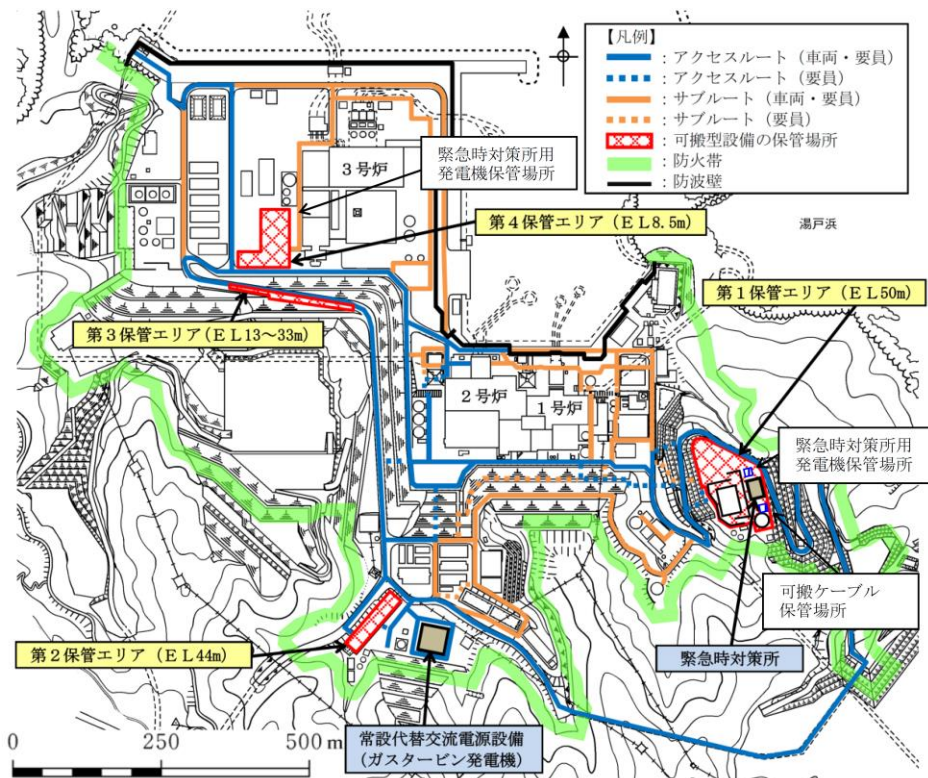 【凡例】
：アクセスルート（車両・要員）
：アクセスルート（要員）
：サブルート（車両・要員）
：サブルート（要員）
：可搬型設備の保管場所
：防火帯
：防波壁
3号炉
緊急時対策所用
発電機保管場所
第4保管エリア（EL8.5m）
湯戸浜
第1保管エリア（EL50m）
第3保管エリア（EL13～33m）
2号炉
1号炉
緊急時対策所用
発電機保管場所
可搬ケーブル
保管場所
第2保管エリア（EL44m）
緊急時対策所
常設代替交流電源設備
（ガスタービン発電機）
0 250 500 m